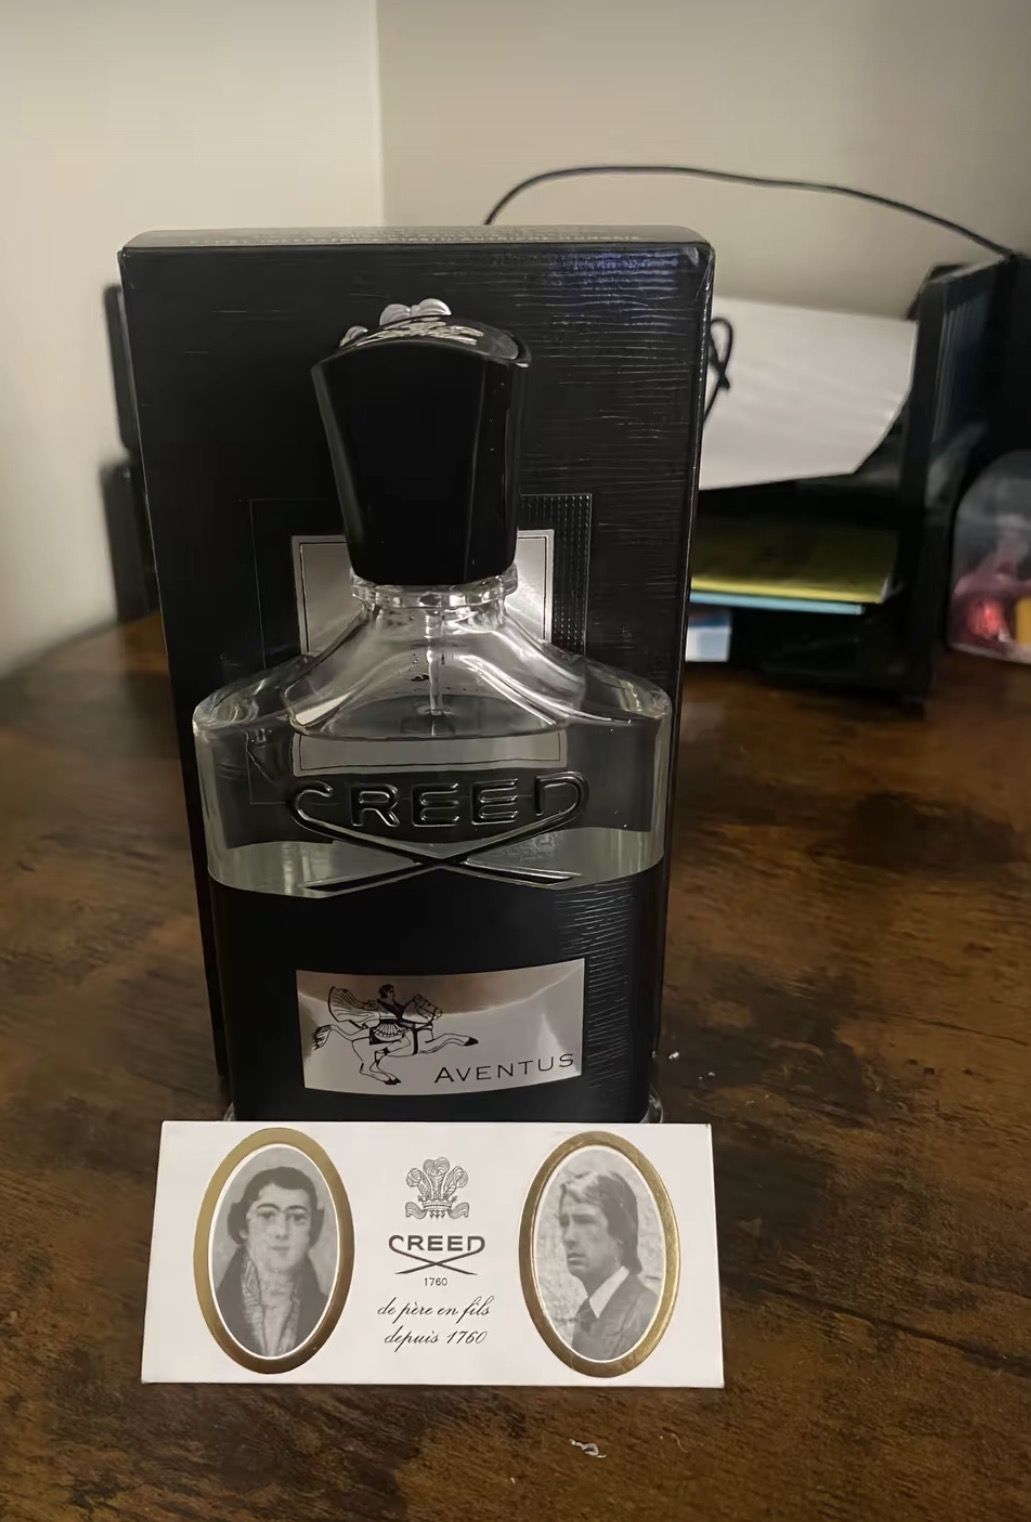 CREED
AVENTUS
CREED
1760
de père en fils
depuis 1760